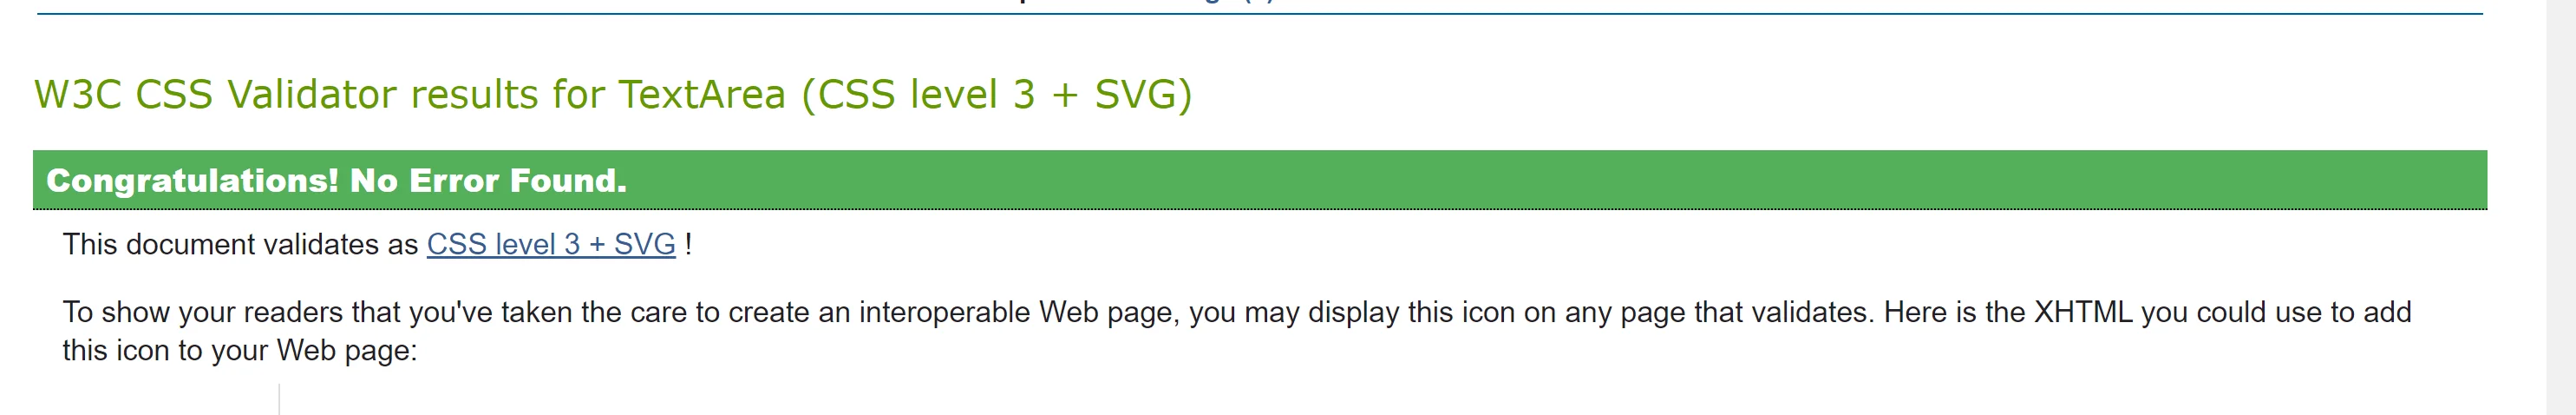 W3C CSS Validator results for TextArea (CSS level 3 + SVG)
Congratulations! No Error Found.
This document validates as CSS level 3 + SVG !
To show your readers that you've taken the care to create an interoperable Web page, you may display this icon on any page that validates. Here is the XHTML you could use to add
this icon to your Web page: